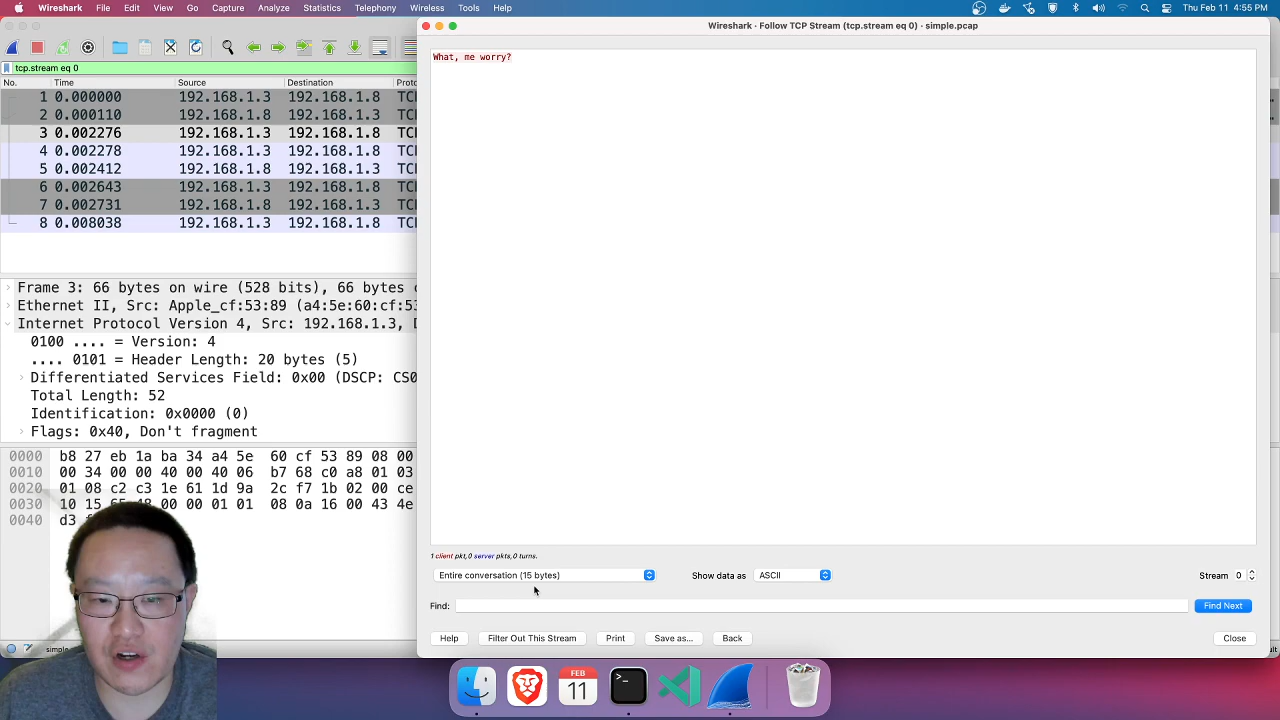 Wireshark File Edit View Go Capture Analyze Statistics Telephony Wireless Tools Help Thu Feb 11 4:55 PM
Wireshark · Follow TCP Stream (tcp.stream eq 0) · simple.pcap
tcp.stream eq 0
No. Time Source Destination
1 0.000000 192.168.1.3 192.168.1.8
2 0.000110 192.168.1.8 192.168.1.3
3 0.002276 192.168.1.3 192.168.1.8
4 0.002278 192.168.1.3 192.168.1.8
5 0.002412 192.168.1.8 192.168.1.3
6 0.002643 192.168.1.3 192.168.1.8
7 0.002731 192.168.1.8 192.168.1.3
8 0.008038 192.168.1.3 192.168.1.8
Frame 3: 66 bytes on wire (528 bits), 66 bytes
Ethernet II, Src: Apple_cf:53:89 (a4:5e:60:cf:53
Internet Protocol Version 4, Src: 192.168.1.3,
0100 .... = Version: 4
.... 0101 = Header Length: 20 bytes (5)
Differentiated Services Field: 0x00 (DSCP: CS0
Total Length: 52
Identification: 0x0000 (0)
Flags: 0x40, Don't fragment
0000 b8 27 eb 1a ba 34 a4 5e 60 cf 53 89 08 00
0010 00 34 00 00 40 00 40 06 b7 68 c0 a8 01 03
0020 01 08 c2 c3 1e 61 1d 9a 2c f7 1b 02 00 ce
0030 10 15 00 00 01 01 08 0a 16 00 43 4e
0040 d3
What, me worry?
1 client pkt, 0 server pkts, 0 turns.
Entire conversation (15 bytes) Show data as ASCII Stream 0
Find: Find Next
Help Filter Out This Stream Print Save as... Back Close
FEB
11